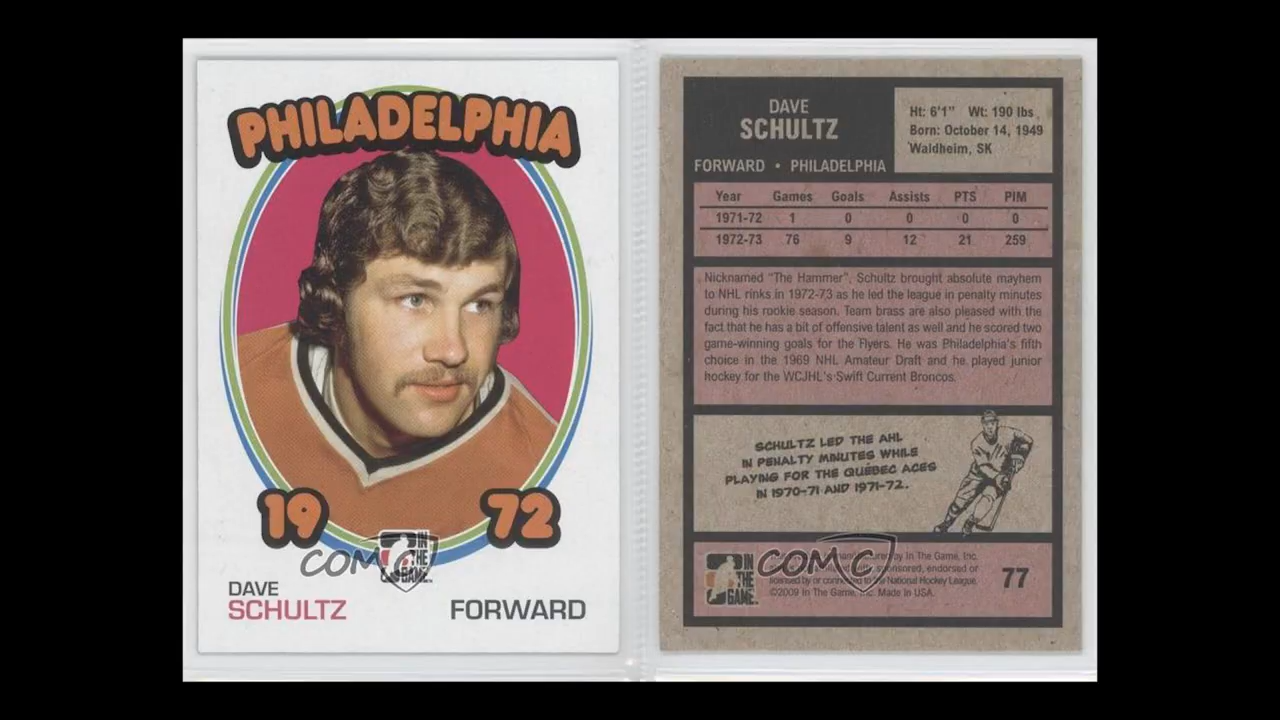 PHILADELPHIA
19 72
COMC
IN
THE
GAME
DAVE
SCHULTZ
FORWARD
DAVE
SCHULTZ
FORWARD • PHILADELPHIA
Ht: 6'1" Wt: 190 lbs
Born: October 14, 1949
Waldheim, SK
Year Games Goals Assists PTS PIM
1971-72 1 0 0 0 0
1972-73 76 9 12 21 259
Nicknamed "The Hammer", Schultz brought absolute mayhem
to NHL rinks in 1972-73 as he led the league in penalty minutes
during his rookie season. Team brass are also pleased with the
fact that he has a bit of offensive talent as well and he scored two
game-winning goals for the Flyers. He was Philadelphia's fifth
choice in the 1969 NHL Amateur Draft and he played junior
hockey for the WCJHL's Swift Current Broncos.
SCHULTZ LED THE AHL
IN PENALTY MINUTES WHILE
PLAYING FOR THE QUÉBEC ACES
IN 1970-71 AND 1971-72.
IN
THE
GAME
COMC
by In The Game, Inc.
sponsored, endorsed or
licensed by or to the National Hockey League.
©2009 In The Game, Inc. Made in USA.
77